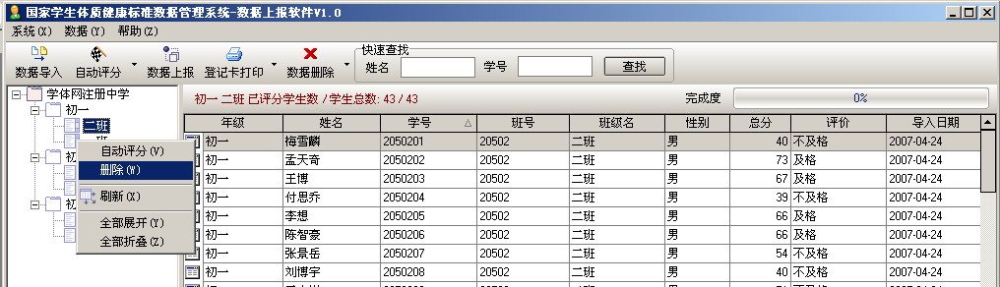 国家学生体质健康标准数据管理系统-数据上报软件V1.0
系统(X) 数据(Y) 帮助(Z)
数据导入 自动评分 数据上报 登记卡打印 数据删除 快速查找 姓名 学号 查找
学体网注册中学
初一
二班
自动评分(V)
删除(W)
刷新(X)
全部展开(Y)
全部折叠(Z)
初
初
初一 二班 已评分学生数 / 学生总数: 43 / 43 完成度 0%
年级 姓名 学号 班号 班级名 性别 总分 评价 导入日期
初一 梅雪麟 2050201 20502 二班 男 40 不及格 2007-04-24
初一 孟天奇 2050202 20502 二班 男 73 及格 2007-04-24
初一 王博 2050203 20502 二班 男 67 及格 2007-04-24
初一 付思乔 2050204 20502 二班 男 39 不及格 2007-04-24
初一 李想 2050205 20502 二班 男 66 及格 2007-04-24
初一 陈智豪 2050206 20502 二班 男 66 及格 2007-04-24
初一 张景岳 2050207 20502 二班 男 54 不及格 2007-04-24
初一 刘博宇 2050208 20502 二班 男 40 不及格 2007-04-24